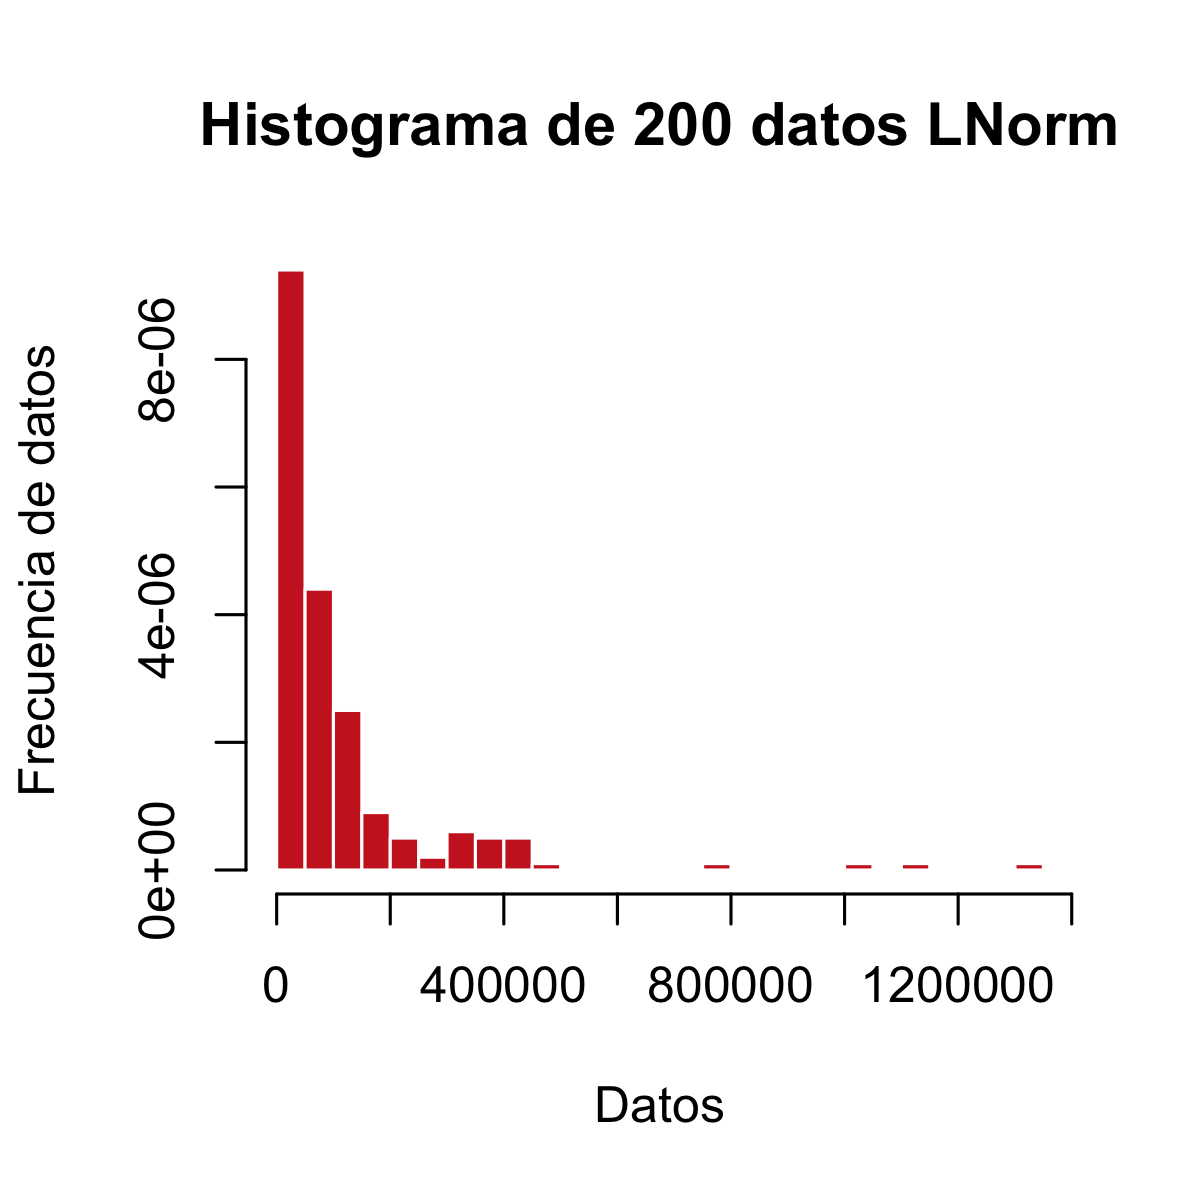 Histograma de 200 datos LNorm
Frecuencia de datos
8e-06
4e-06
0e+00
0 400000 800000 1200000
Datos